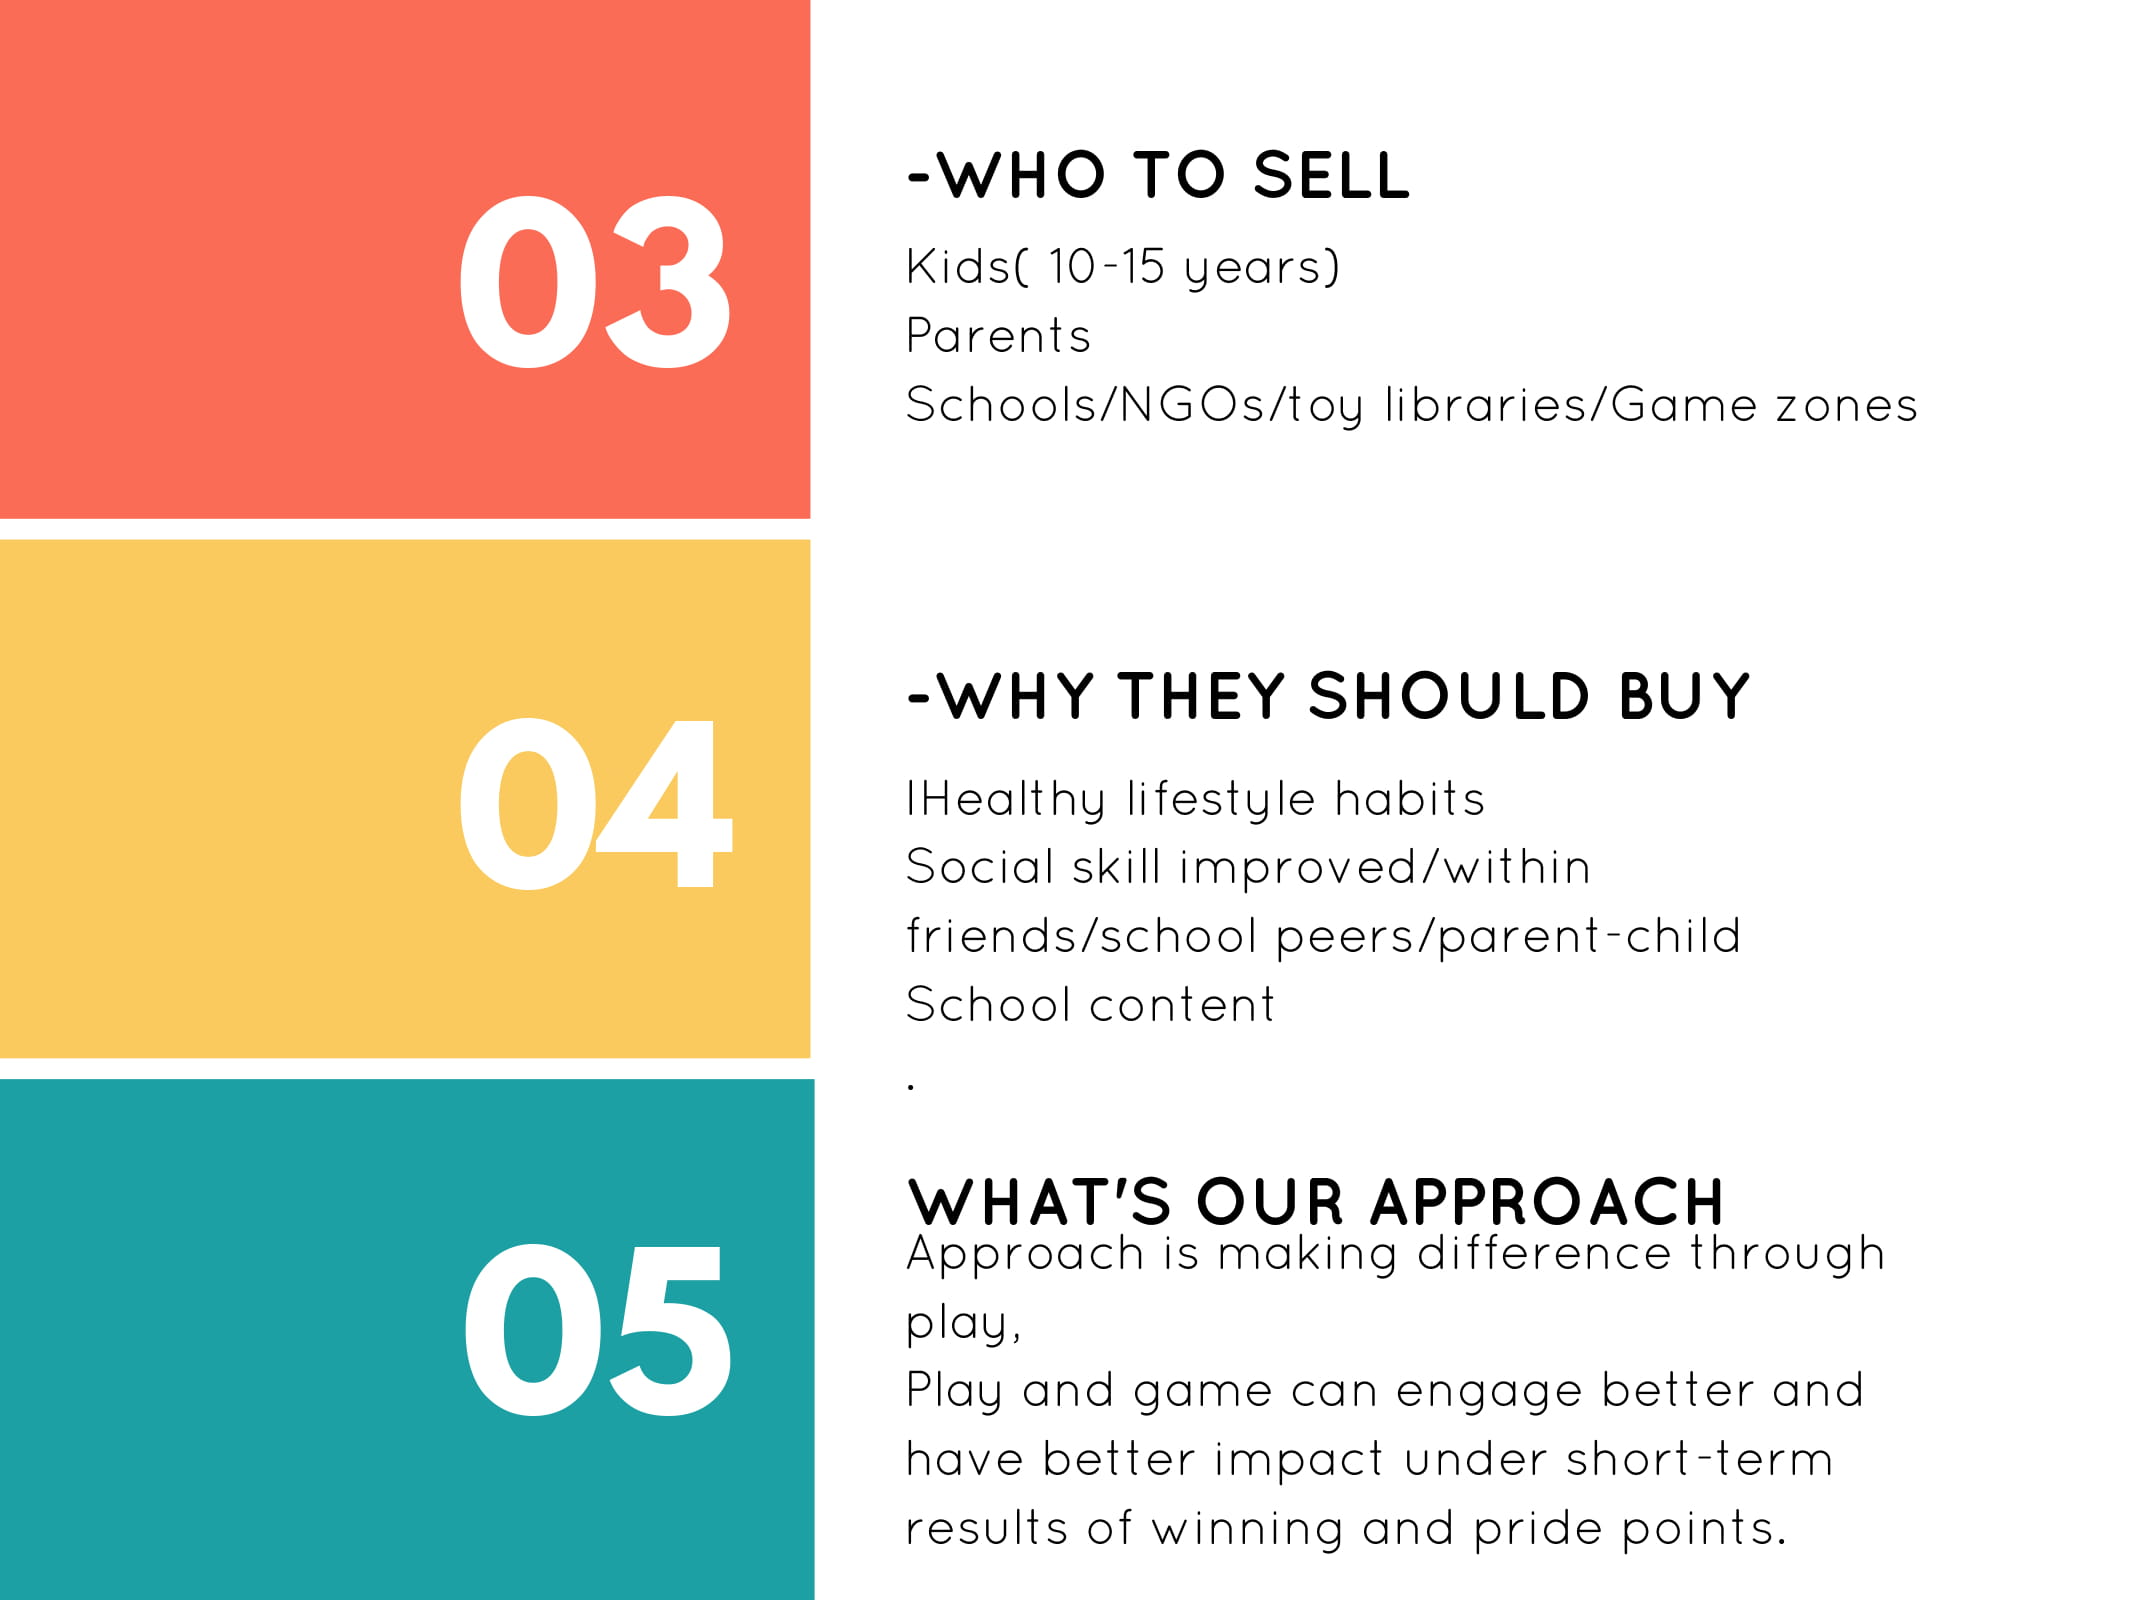 03
-WHO TO SELL
Kids( 10-15 years)
Parents
Schools/NGOs/toy libraries/Game zones
04
-WHY THEY SHOULD BUY
IHealthy lifestyle habits
Social skill improved/within
friends/school peers/parent-child
School content
.
05
WHAT'S OUR APPROACH
Approach is making difference through
play,
Play and game can engage better and
have better impact under short-term
results of winning and pride points.